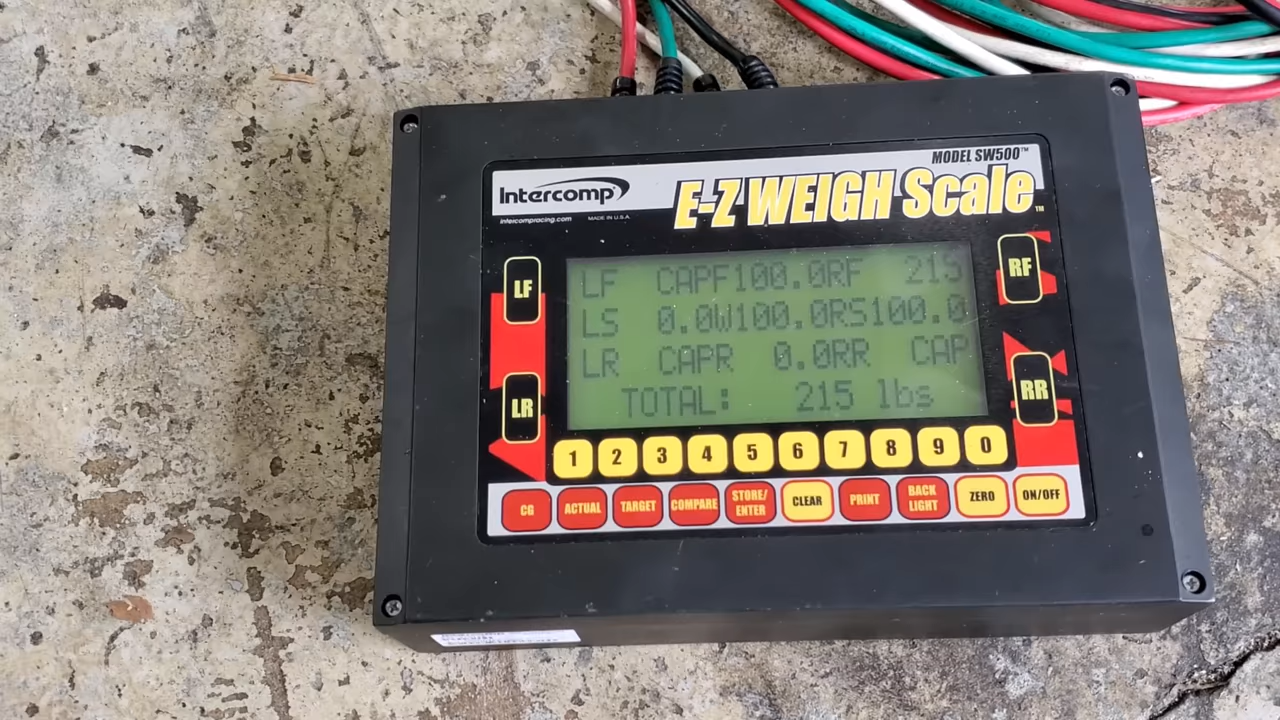 MODEL SW500™
Intercomp®
E-Z WEIGH Scale™
intercompracing.com MADE IN U.S.A.
LF
RF
LR
RR
LF CAPF100.0RF 215
LS 0.0W100.0RS100.0
LR CAPR 0.0RR CAP
TOTAL: 215 lbs
1 2 3 4 5 6 7 8 9 0
CG ACTUAL TARGET COMPARE STORE/ENTER CLEAR PRINT BACK LIGHT ZERO ON/OFF